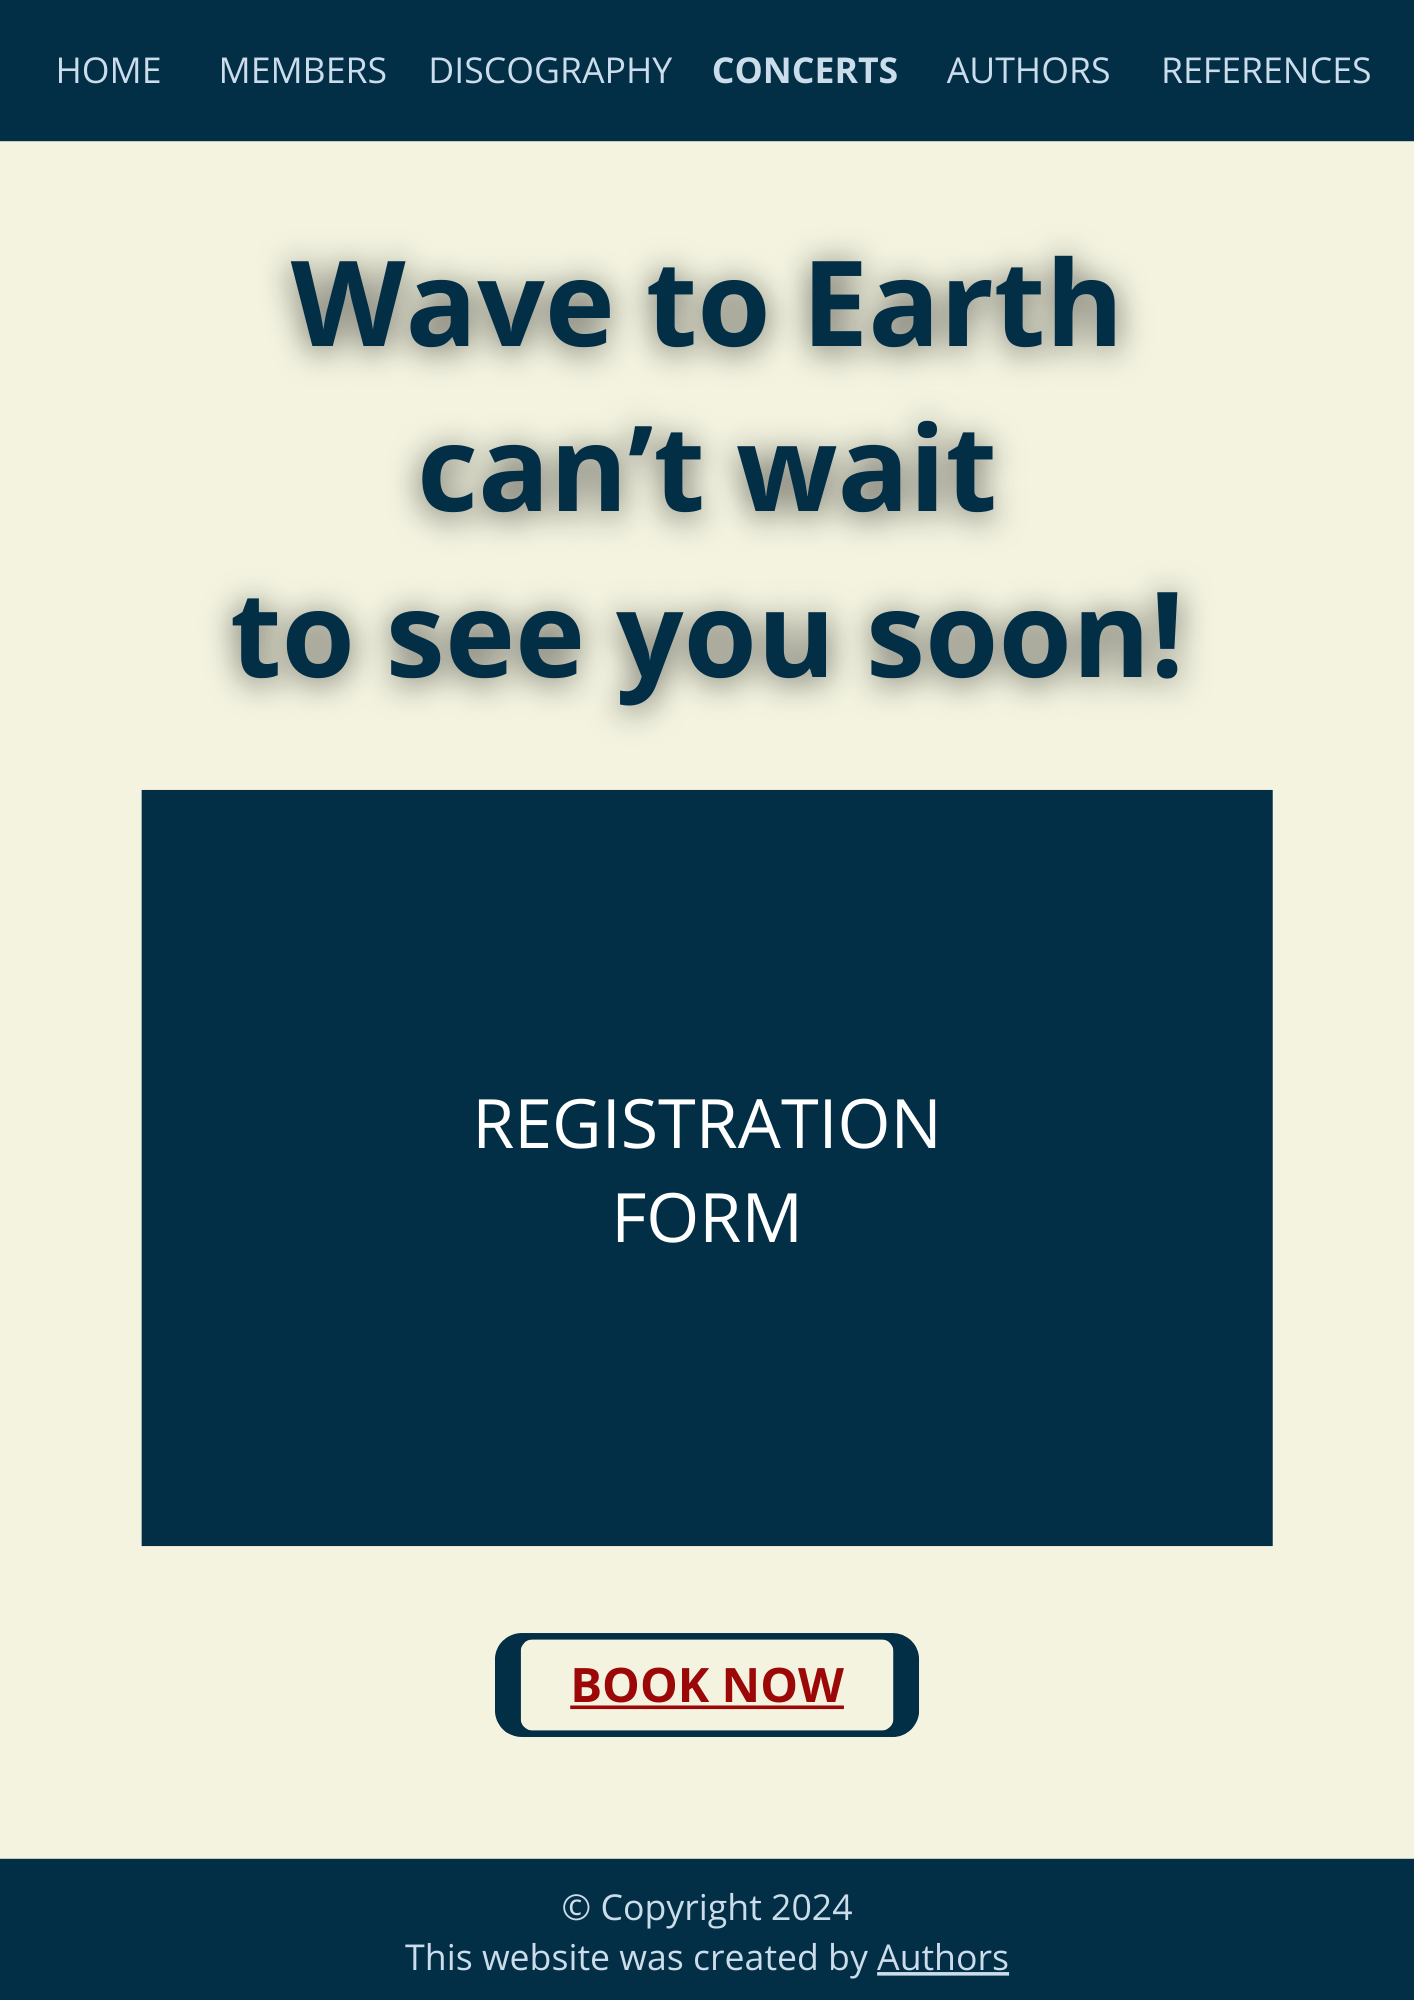 HOME MEMBERS DISCOGRAPHY CONCERTS AUTHORS REFERENCES
Wave to Earth
can’t wait
to see you soon!
REGISTRATION
FORM
BOOK NOW
© Copyright 2024
This website was created by Authors